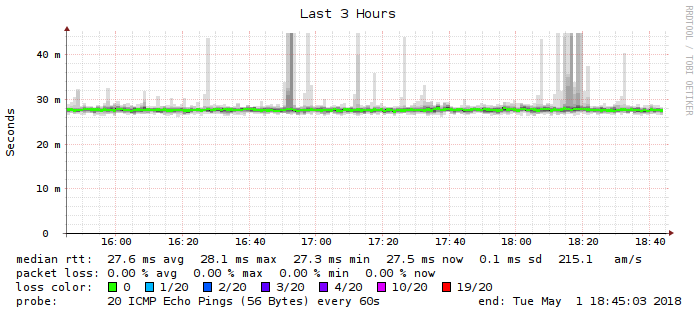 Last 3 Hours
RRDTOOL / TOBI OETIKER
Seconds
40 m
30 m
20 m
10 m
0
16:00 16:20 16:40 17:00 17:20 17:40 18:00 18:20 18:40
median rtt: 27.6 ms avg 28.1 ms max 27.3 ms min 27.5 ms now 0.1 ms sd 215.1 am/s
packet loss: 0.00 % avg 0.00 % max 0.00 % min 0.00 % now
loss color: 0 1/20 2/20 3/20 4/20 10/20 19/20
probe: 20 ICMP Echo Pings (56 Bytes) every 60s end: Tue May 1 18:45:03 2018